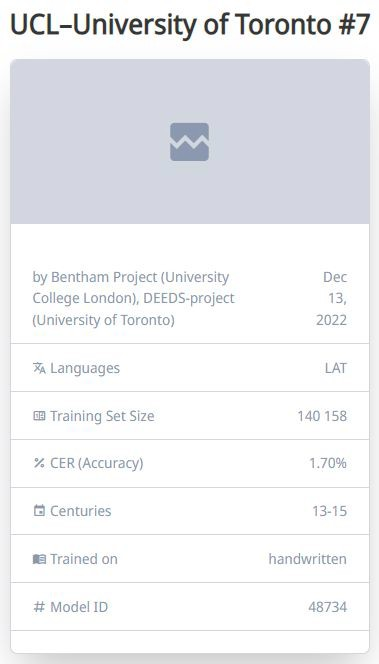 UCL–University of Toronto #7
by Bentham Project (University
College London), DEEDS-project
(University of Toronto)
Dec
13,
2022
Languages LAT
Training Set Size 140 158
CER (Accuracy) 1.70%
Centuries 13-15
Trained on handwritten
Model ID 48734